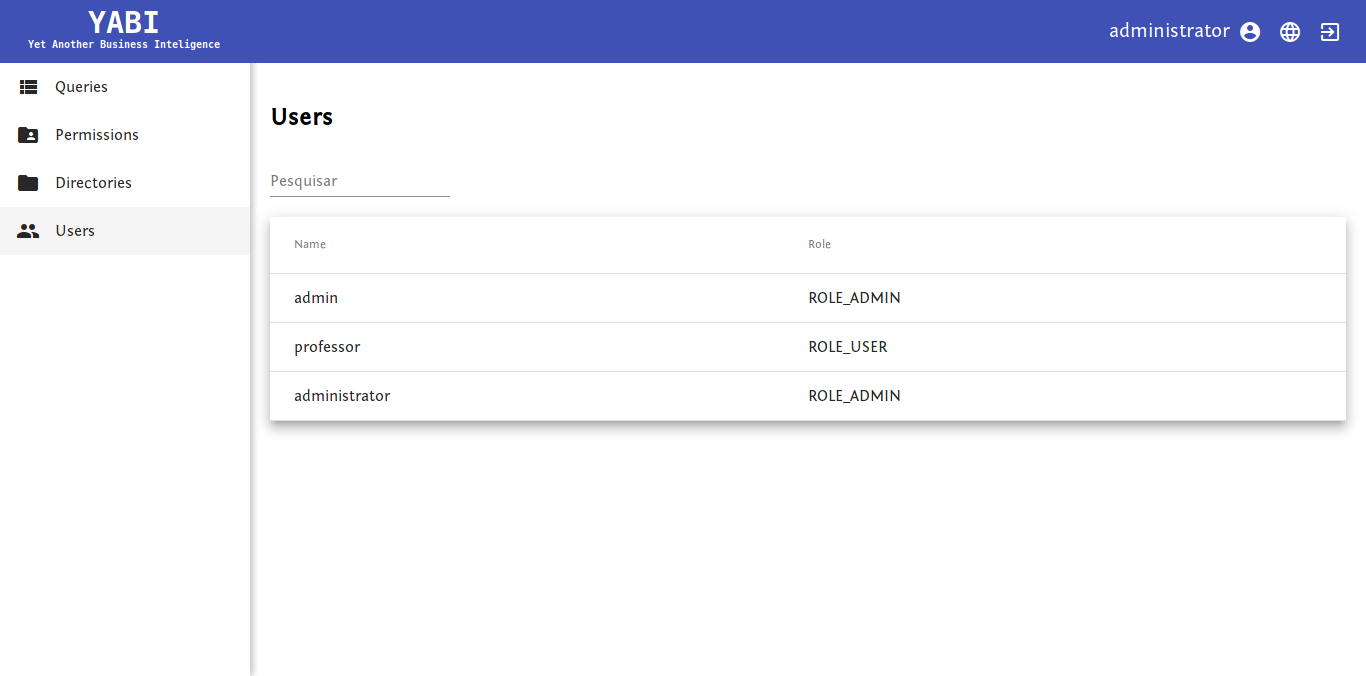 YABI
Yet Another Business Inteligence
administrator
Queries
Permissions
Directories
Users
Users
Pesquisar
Name Role
admin ROLE_ADMIN
professor ROLE_USER
administrator ROLE_ADMIN